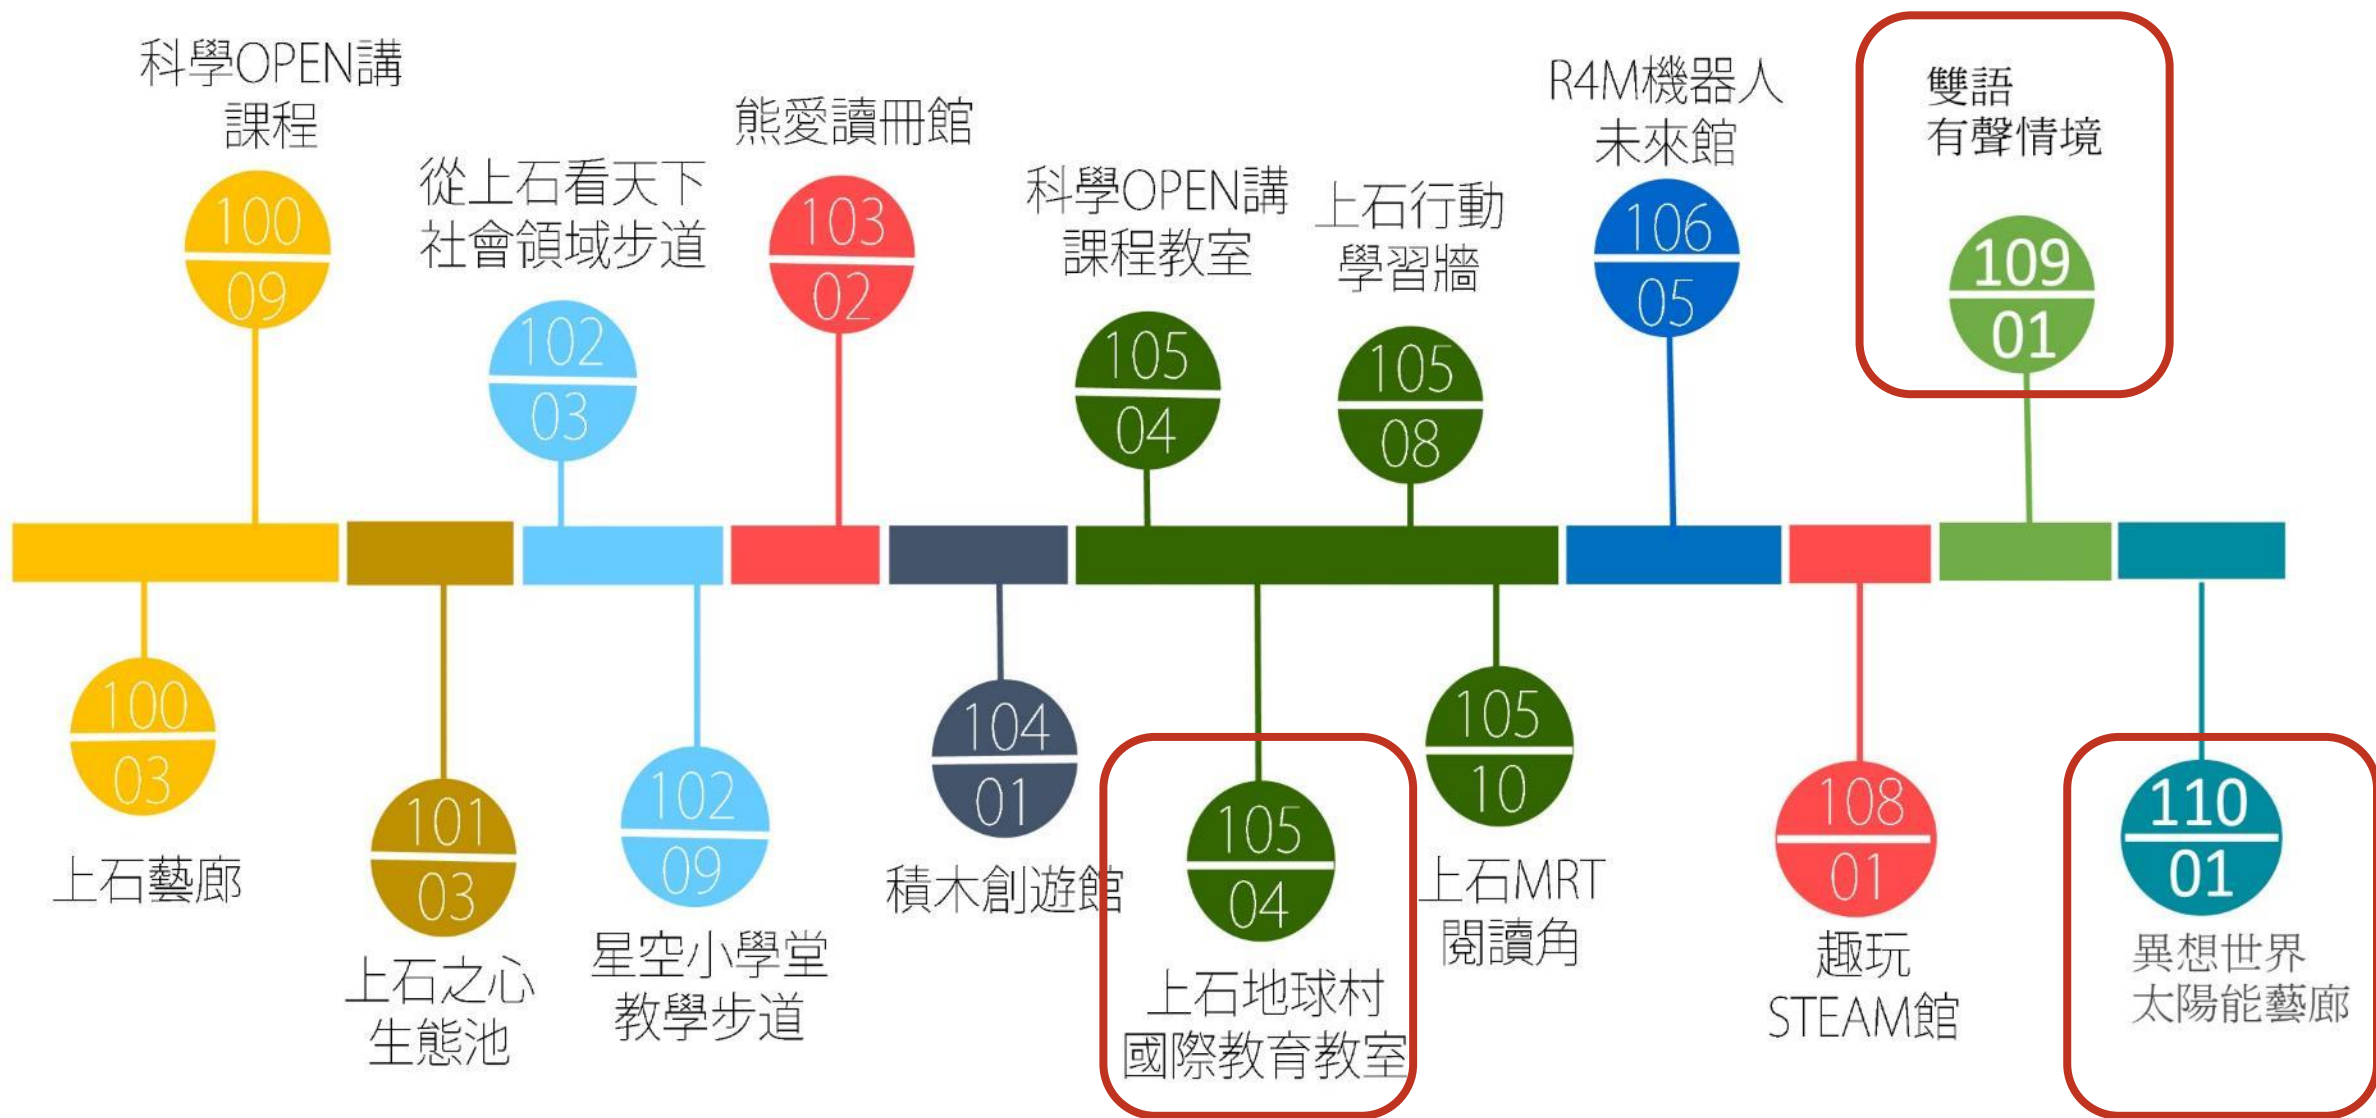 科學OPEN講
課程
100
09
從上石看天下
社會領域步道
102
03
熊愛讀冊館
103
02
科學OPEN講
課程教室
105
04
上石行動
學習牆
105
08
R4M機器人
未來館
106
05
雙語
有聲情境
109
01
100
03
上石藝廊
101
03
上石之心
生態池
102
09
星空小學堂
教學步道
104
01
積木創遊館
105
04
上石地球村
國際教育教室
105
10
上石MRT
閱讀角
108
01
趣玩
STEAM館
110
01
異想世界
太陽能藝廊